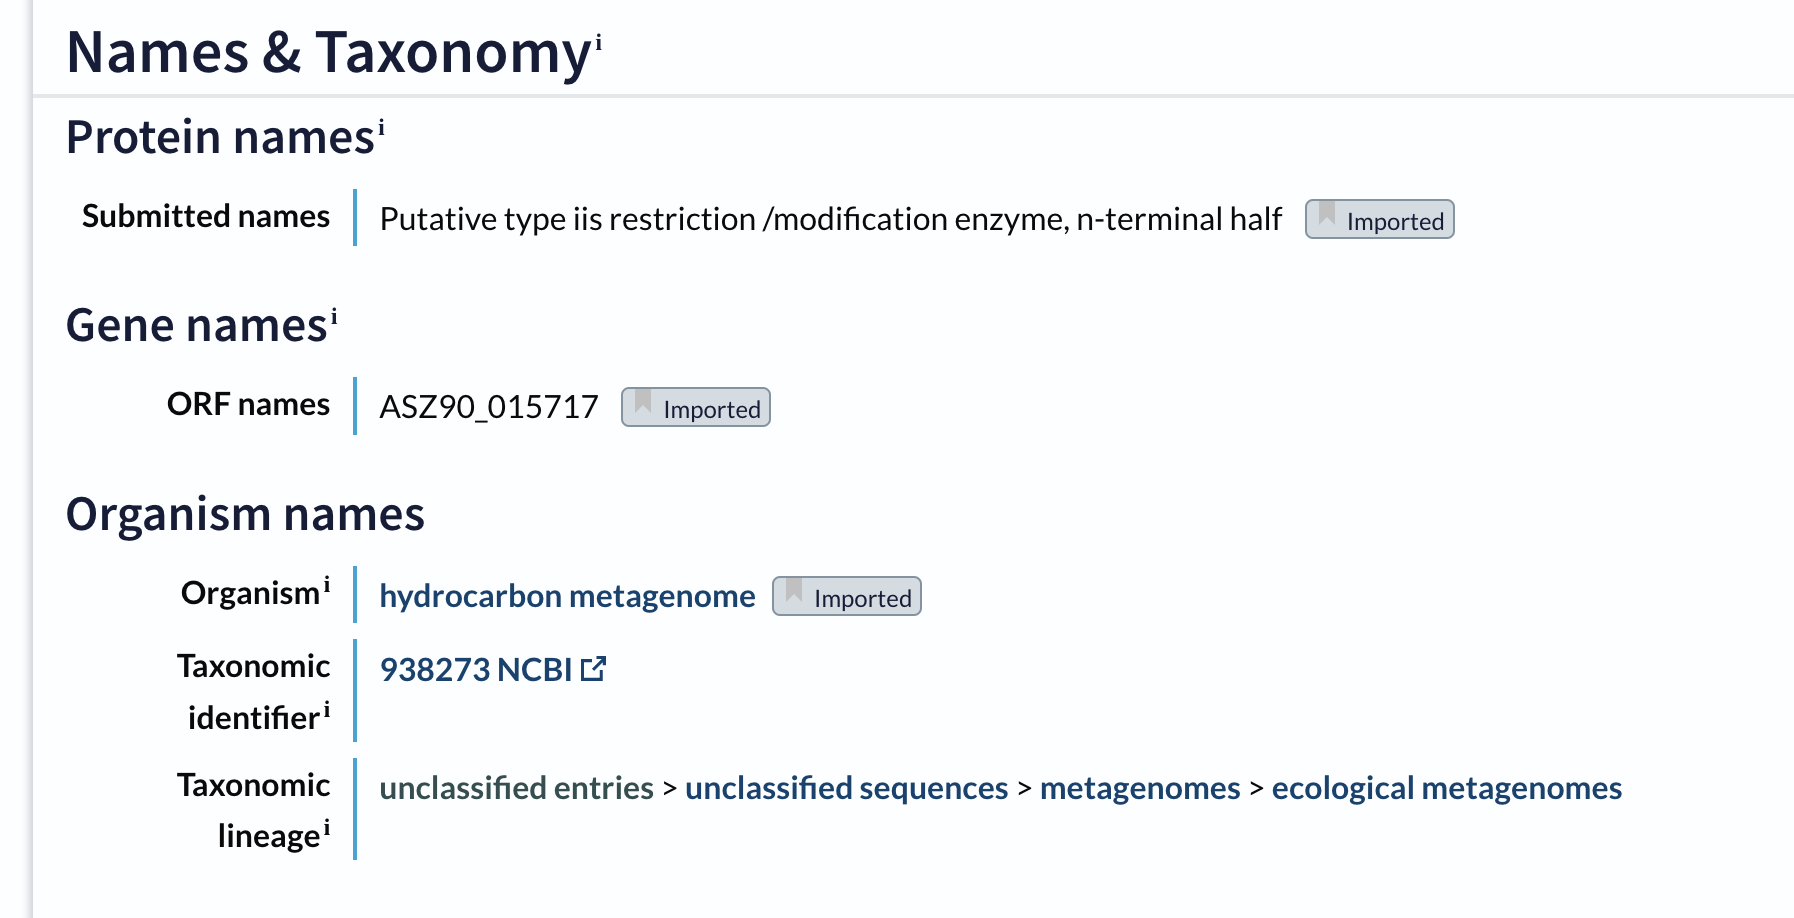 Names & Taxonomy i
Protein names i
Submitted names Putative type iis restriction /modification enzyme, n-terminal half Imported
Gene names i
ORF names ASZ90_015717 Imported
Organism names
Organism i hydrocarbon metagenome Imported
Taxonomic identifier i 938273 NCBI
Taxonomic lineage i unclassified entries > unclassified sequences > metagenomes > ecological metagenomes